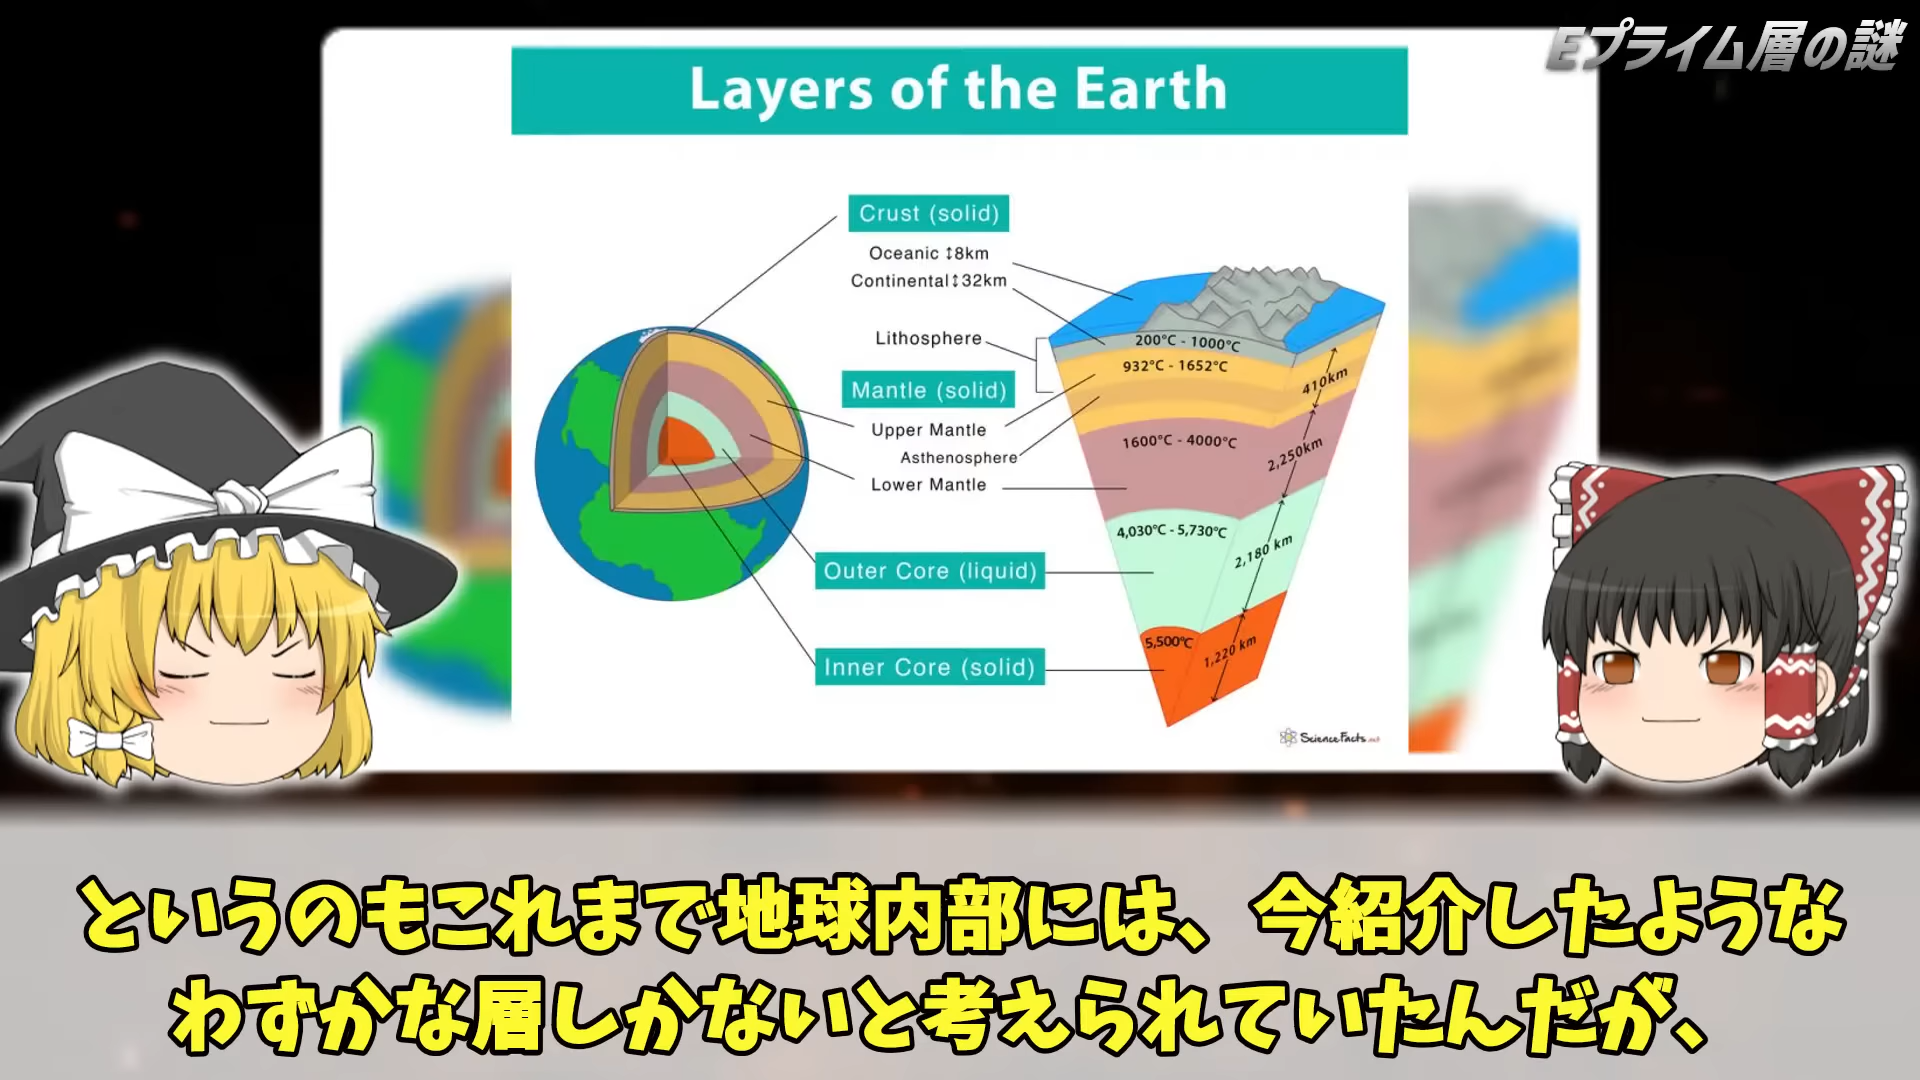 Eプライム層の謎
Layers of the Earth
Crust (solid)
Oceanic ↕8km
Continental↕32km
Lithosphere
Mantle (solid)
Upper Mantle
Asthenosphere
Lower Mantle
Outer Core (liquid)
Inner Core (solid)
200°C - 1000°C
932°C - 1652°C
410km
1600°C - 4000°C
2,250km
4,030°C - 5,730°C
2,180 km
5,500°C
1,220 km
ScienceFacts.net
というのもこれまで地球内部には、今紹介したような
わずかな層しかないと考えられていたんだが、